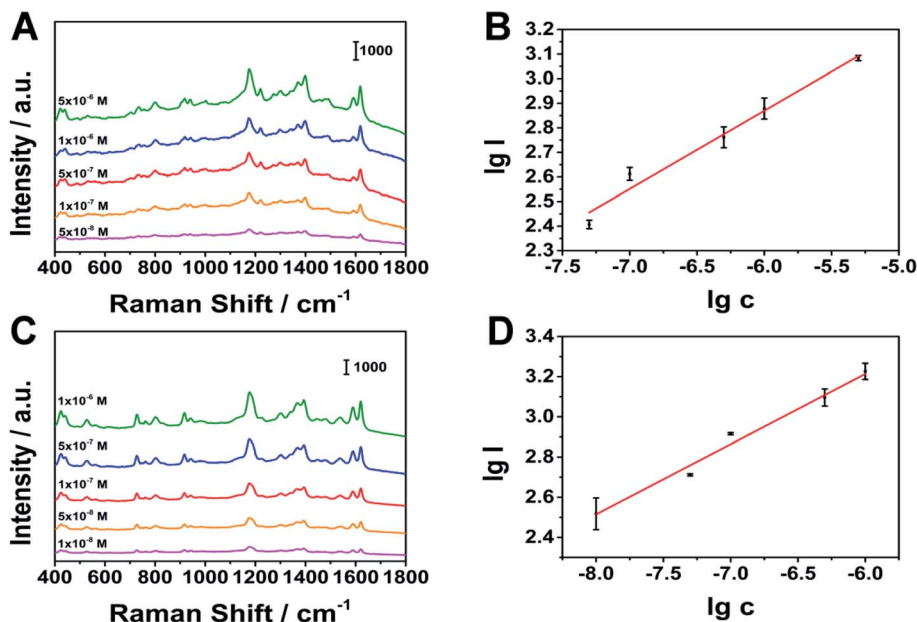 A
1000
5x10⁻⁶ M
1x10⁻⁶ M
5x10⁻⁷ M
1x10⁻⁷ M
5x10⁻⁸ M
Intensity / a.u.
400 600 800 1000 1200 1400 1600 1800
Raman Shift / cm⁻¹
B
3.2
3.1
3.0
2.9
2.8
2.7
2.6
2.5
2.4
2.3
lg I
-7.5 -7.0 -6.5 -6.0 -5.5 -5.0
lg c
C
1000
1x10⁻⁶ M
5x10⁻⁷ M
1x10⁻⁷ M
5x10⁻⁸ M
1x10⁻⁸ M
Intensity / a.u.
400 600 800 1000 1200 1400 1600 1800
Raman Shift / cm⁻¹
D
3.4
3.2
3.0
2.8
2.6
2.4
lg I
-8.0 -7.5 -7.0 -6.5 -6.0
lg c